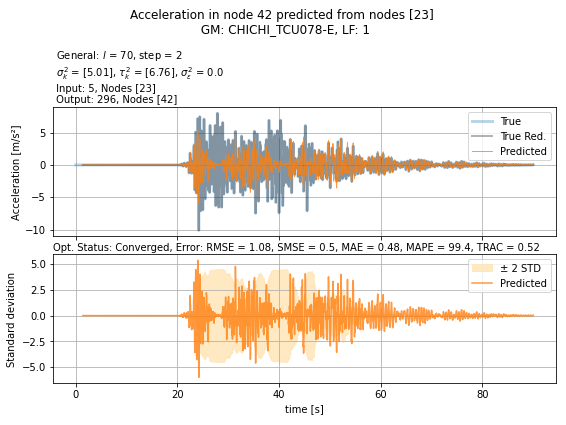 Acceleration in node 42 predicted from nodes [23]
GM: CHICHI_TCU078-E, LF: 1
General: l = 70, step = 2
σ²ₖ = [5.01], τ²ₖ = [6.76], σ²ε = 0.0
Input: 5, Nodes [23]
Output: 296, Nodes [42]
Acceleration [m/s²]
5
0
−5
−10
True
True Red.
Predicted
Opt. Status: Converged, Error: RMSE = 1.08, SMSE = 0.5, MAE = 0.48, MAPE = 99.4, TRAC = 0.52
Standard deviation
5.0
2.5
0.0
−2.5
−5.0
± 2 STD
Predicted
0 20 40 60 80
time [s]